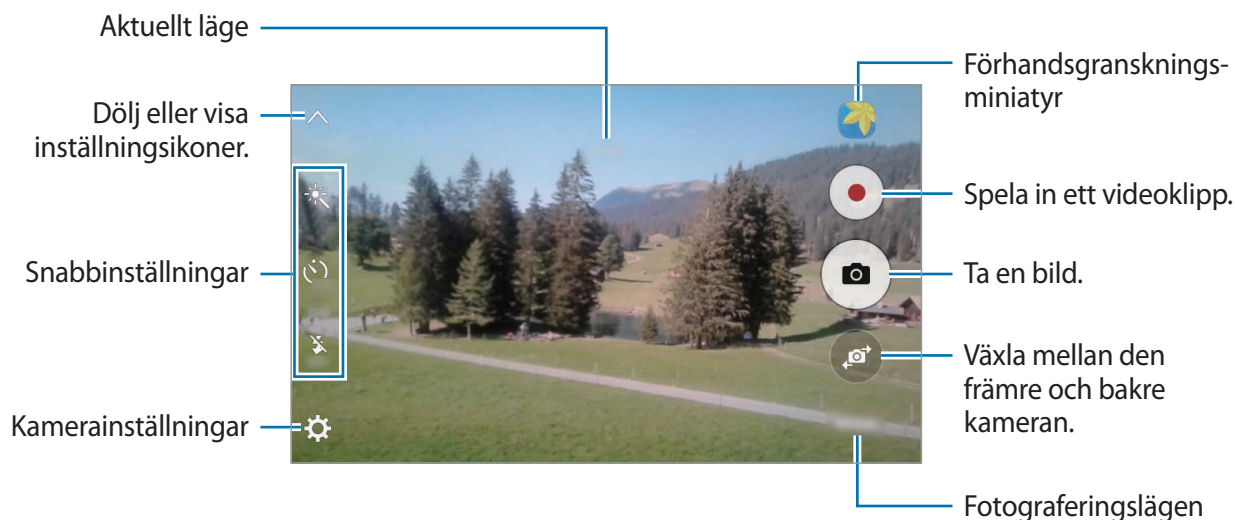 Aktuellt läge
Dölj eller visa
inställningsikoner.
Snabbinställningar
Kamerainställningar
Förhandsgransknings-
miniatyr
Spela in ett videoklipp.
Ta en bild.
Växla mellan den
främre och bakre
kameran.
Fotograferingslägen